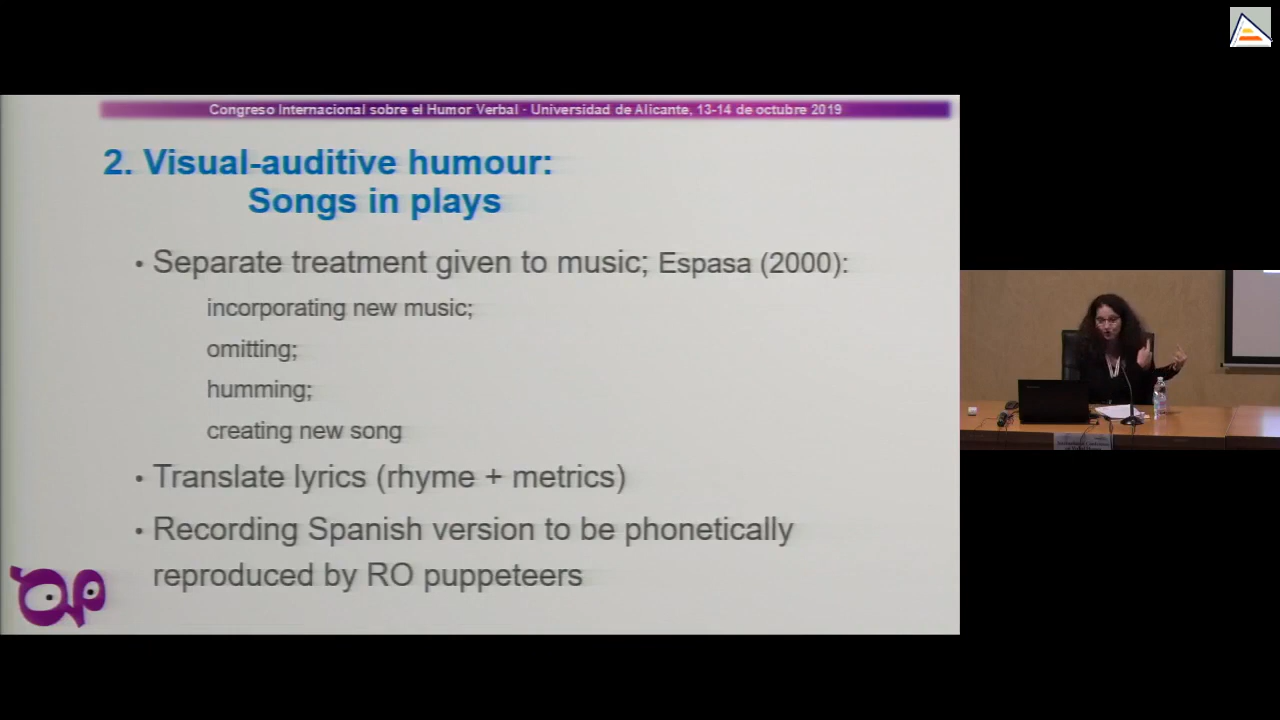 Congreso Internacional sobre el Humor Verbal - Universidad de Alicante, 13-14 de octubre 2019
2. Visual-auditive humour:
Songs in plays
• Separate treatment given to music; Espasa (2000):
incorporating new music;
omitting;
humming;
creating new song
• Translate lyrics (rhyme + metrics)
• Recording Spanish version to be phonetically
reproduced by RO puppeteers